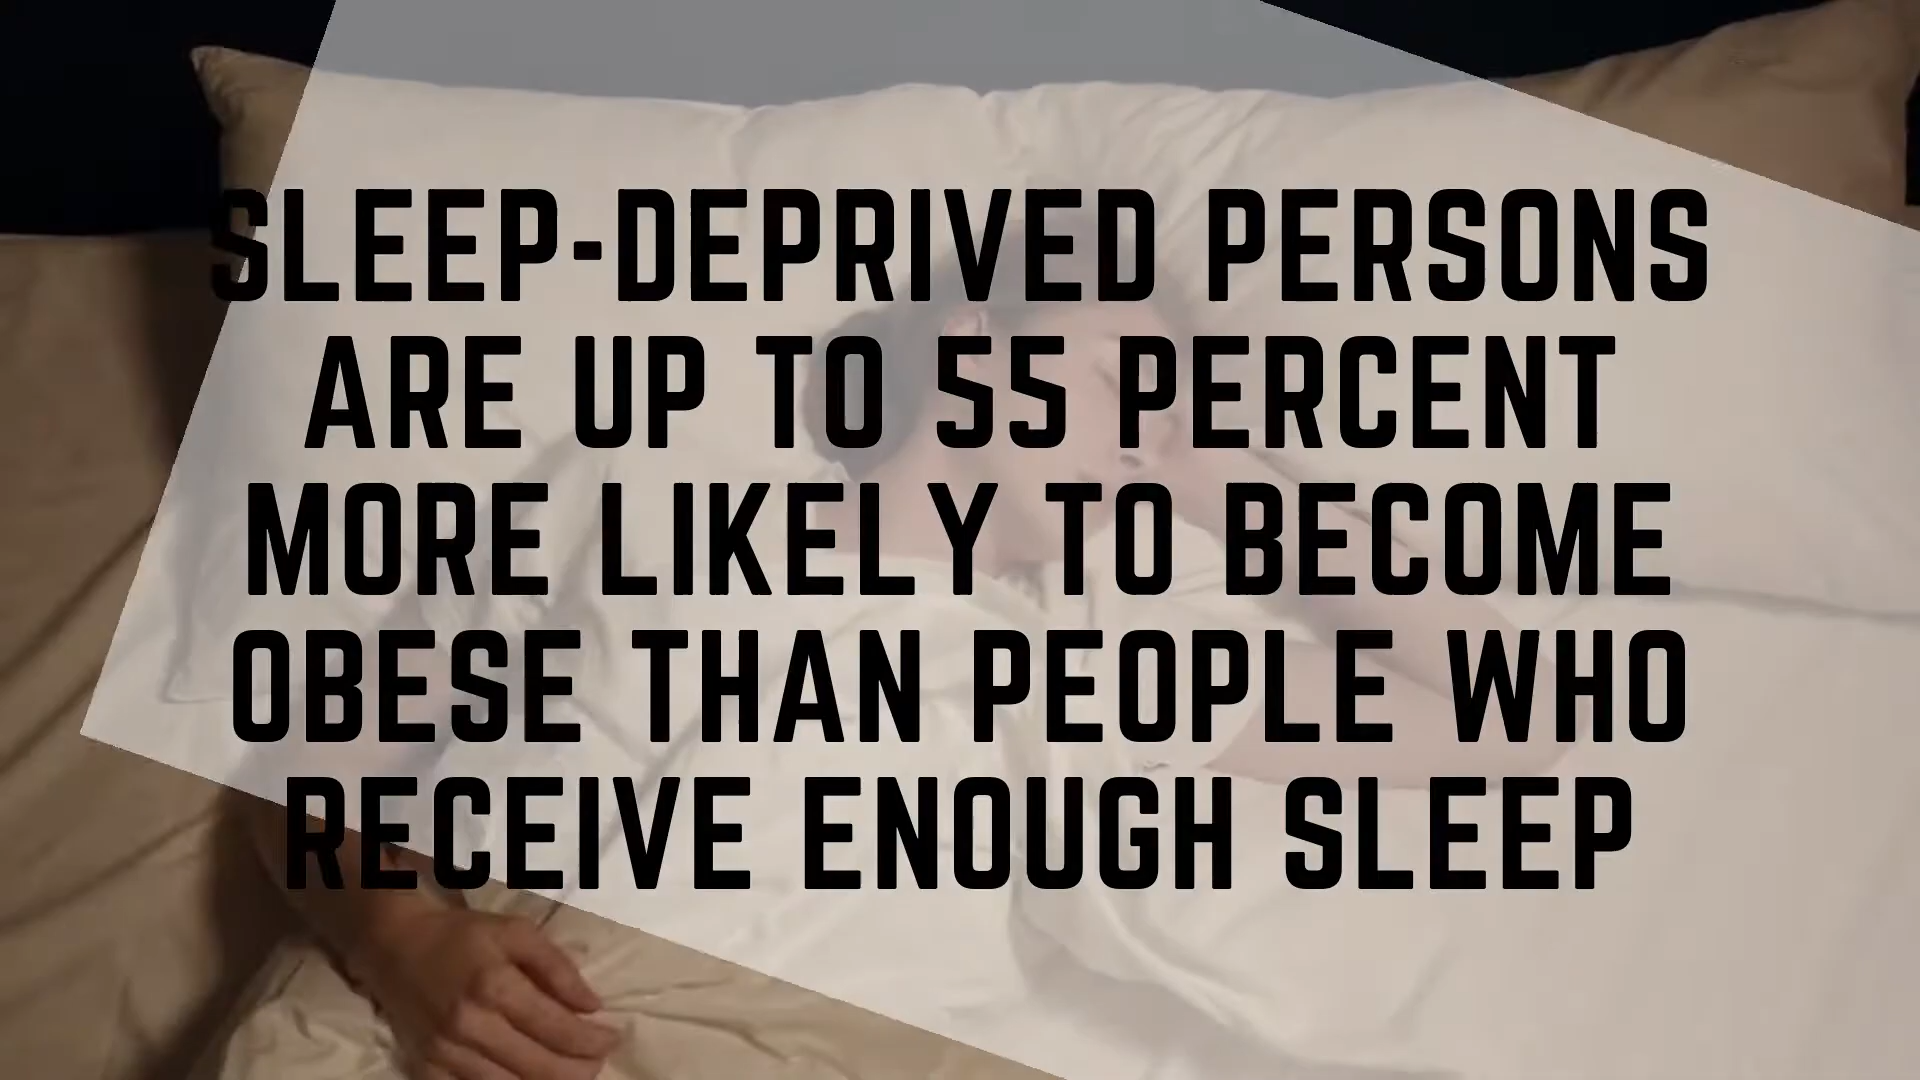 SLEEP-DEPRIVED PERSONS
ARE UP TO 55 PERCENT
MORE LIKELY TO BECOME
OBESE THAN PEOPLE WHO
RECEIVE ENOUGH SLEEP